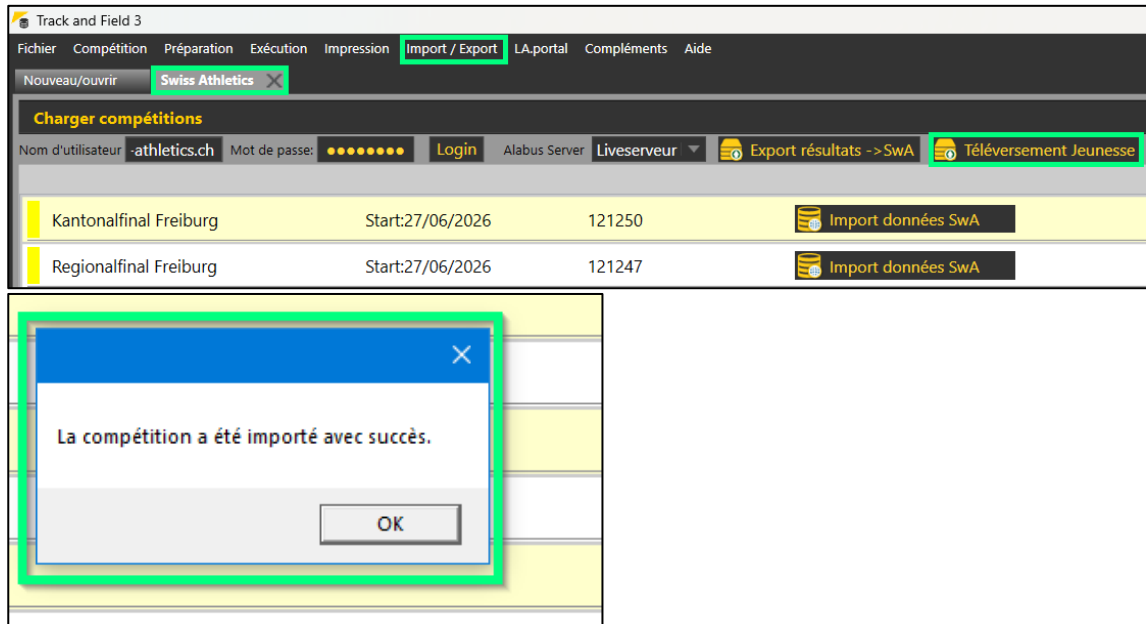 Track and Field 3
Fichier Compétition Préparation Exécution Impression Import / Export LA.portal Compléments Aide
Nouveau/ouvrir Swiss Athletics
Charger compétitions
Nom d'utilisateur -athletics.ch Mot de passe: ●●●●●●●● Login Alabus Server Liveserveur Export résultats ->SwA Téléversement Jeunesse
Kantonalfinal Freiburg Start:27/06/2026 121250 Import données SwA
Regionalfinal Freiburg Start:27/06/2026 121247 Import données SwA
La compétition a été importé avec succès.
OK